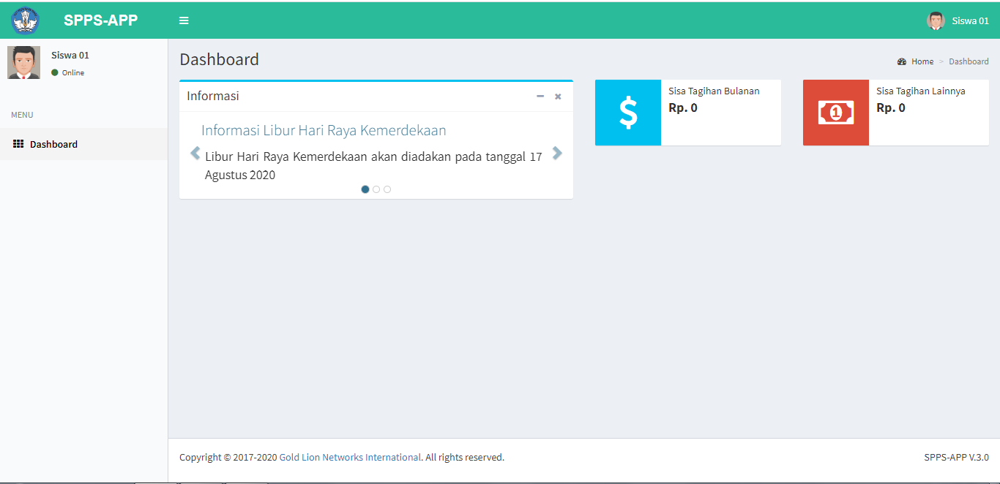 SPPS-APP
Siswa 01
Siswa 01
Online
MENU
Dashboard
Dashboard
Home > Dashboard
Informasi
Informasi Libur Hari Raya Kemerdekaan
Libur Hari Raya Kemerdekaan akan diadakan pada tanggal 17
Agustus 2020
Sisa Tagihan Bulanan
Rp. 0
Sisa Tagihan Lainnya
Rp. 0
Copyright © 2017-2020 Gold Lion Networks International. All rights reserved.
SPPS-APP V.3.0